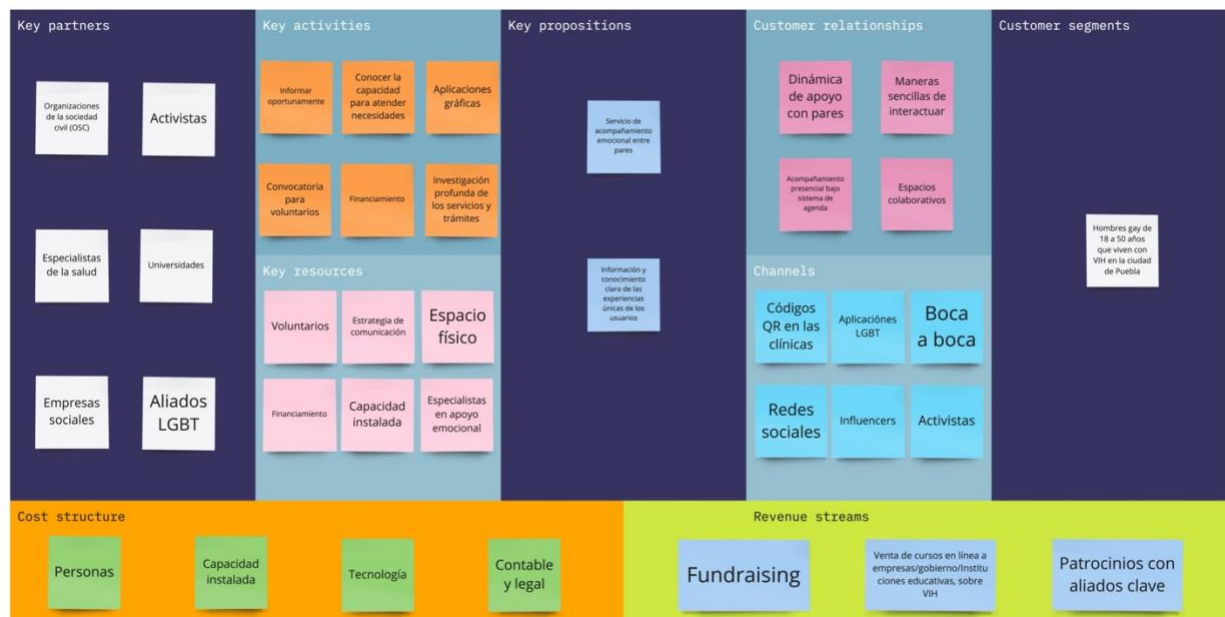 Key partners
Organizaciones
de la sociedad
civil (OSC)
Activistas
Especialistas
de la salud
Universidades
Empresas
sociales
Aliados
LGBT
Key activities
Informar
oportunamente
Conocer la
capacidad
para atender
necesidades
Aplicaciones
gráficas
Convocatoria
para
voluntarios
Financiamiento
Investigación
profunda de
los servicios y
trámites
Key resources
Voluntarios
Estrategia de
comunicación
Espacio
físico
Financiamiento
Capacidad
instalada
Especialistas
en apoyo
emocional
Key propositions
Servicio de
acompañamiento
emocional entre
pares
Información y
conocimiento
claro de las
experiencias
únicas de los
usuarios
Customer relationships
Dinámica
de apoyo
con pares
Maneras
sencillas de
interactuar
Acompañamiento
presencial bajo
sistema de
agenda
Espacios
colaborativos
Channels
Códigos
QR en las
clínicas
Aplicaciónes
LGBT
Boca
a boca
Redes
sociales
Influencers
Activistas
Customer segments
Hombres gay de
18 a 50 años
que viven con
VIH en la ciudad
de Puebla
Cost structure
Personas
Capacidad
instalada
Tecnología
Contable
y legal
Revenue streams
Fundraising
Venta de cursos en línea a
empresas/gobierno/Institu
ciones educativas, sobre
VIH
Patrocinios con
aliados clave